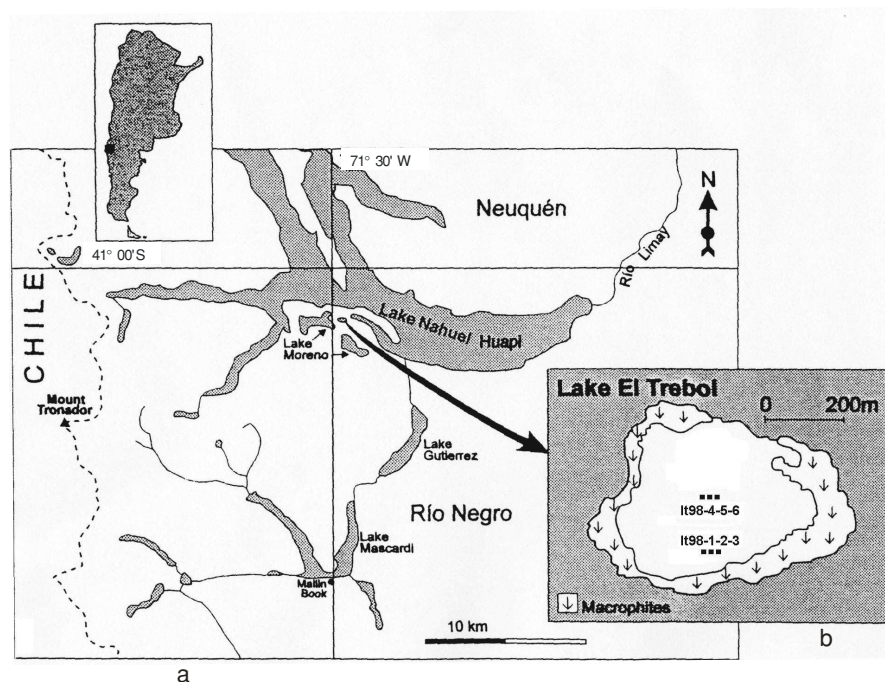 71° 30' W
N
Neuquén
Río Limay
41° 00'S
CHILE
Lake Nahuel Huapi
Lake
Moreno
Mount
Tronador
Lake El Trebol
0 200m
Lake
Gutierrez
lt98-4-5-6
Río Negro
lt98-1-2-3
Lake
Mascardi
Mallin
Book
Macrophites
10 km
b
a